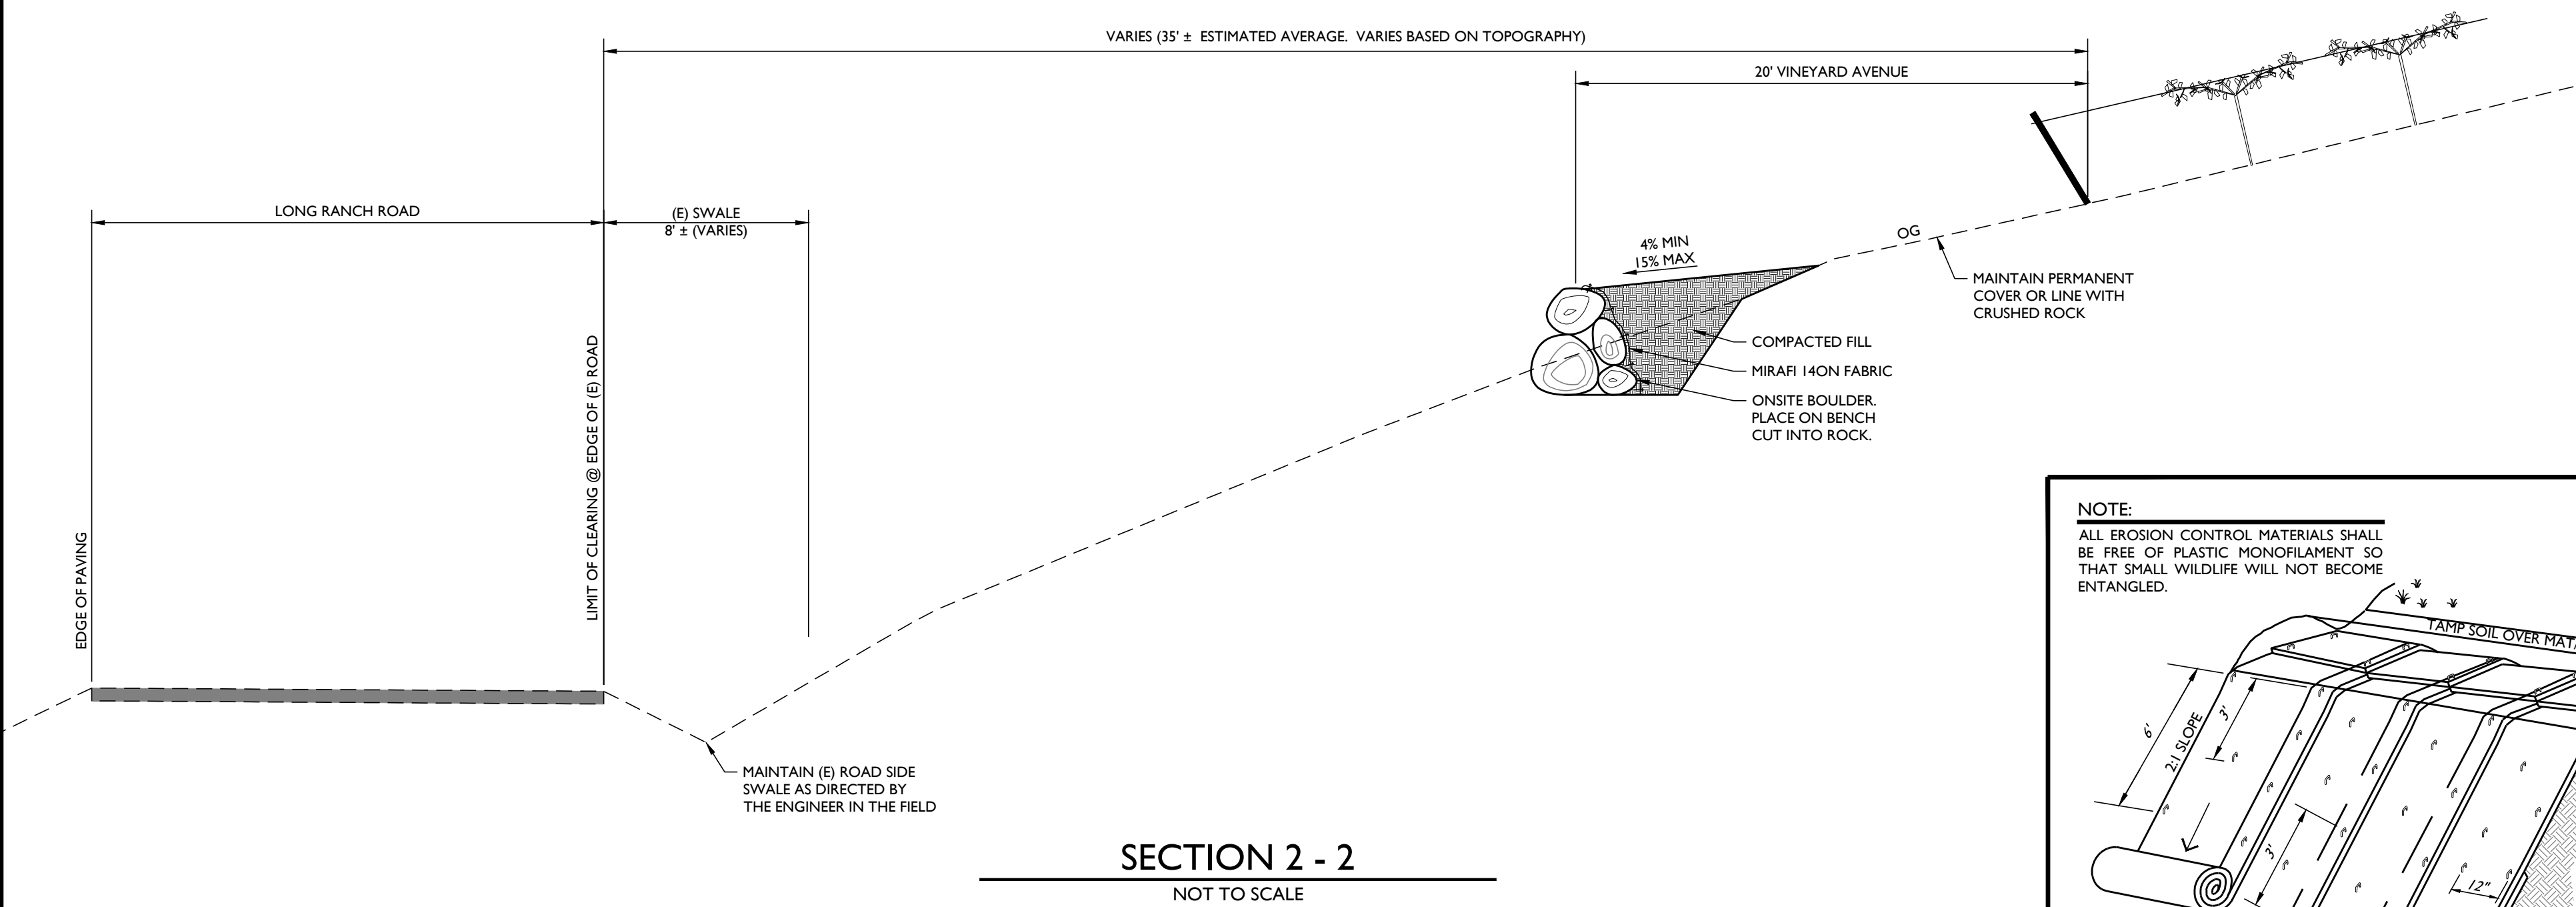 VARIES (35' ± ESTIMATED AVERAGE. VARIES BASED ON TOPOGRAPHY)
20' VINEYARD AVENUE
LONG RANCH ROAD
(E) SWALE
8' ± (VARIES)
EDGE OF PAVING
LIMIT OF CLEARING @ EDGE OF (E) ROAD
4% MIN
15% MAX
OG
MAINTAIN PERMANENT
COVER OR LINE WITH
CRUSHED ROCK
COMPACTED FILL
MIRAFI 140N FABRIC
ONSITE BOULDER.
PLACE ON BENCH
CUT INTO ROCK.
MAINTAIN (E) ROAD SIDE
SWALE AS DIRECTED BY
THE ENGINEER IN THE FIELD
SECTION 2 - 2
NOT TO SCALE
NOTE:
ALL EROSION CONTROL MATERIALS SHALL
BE FREE OF PLASTIC MONOFILAMENT SO
THAT SMALL WILDLIFE WILL NOT BECOME
ENTANGLED.
TAMP SOIL OVER MAT
6'
2:1 SLOPE
3'
3'
12"